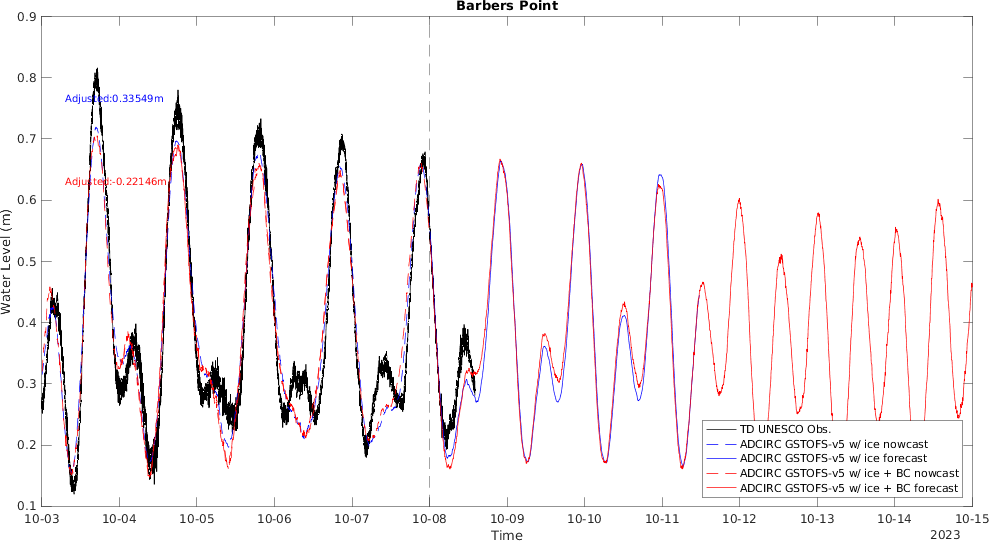 Barbers Point
0.9
0.8
0.7
0.6
0.5
0.4
0.3
0.2
0.1
Water Level (m)
Adjusted:0.33549m
Adjusted:-0.22146m
TD UNESCO Obs.
ADCIRC GSTOFS-v5 w/ ice nowcast
ADCIRC GSTOFS-v5 w/ ice forecast
ADCIRC GSTOFS-v5 w/ ice + BC nowcast
ADCIRC GSTOFS-v5 w/ ice + BC forecast
10-03 10-04 10-05 10-06 10-07 10-08 10-09 10-10 10-11 10-12 10-13 10-14 10-15
Time
2023